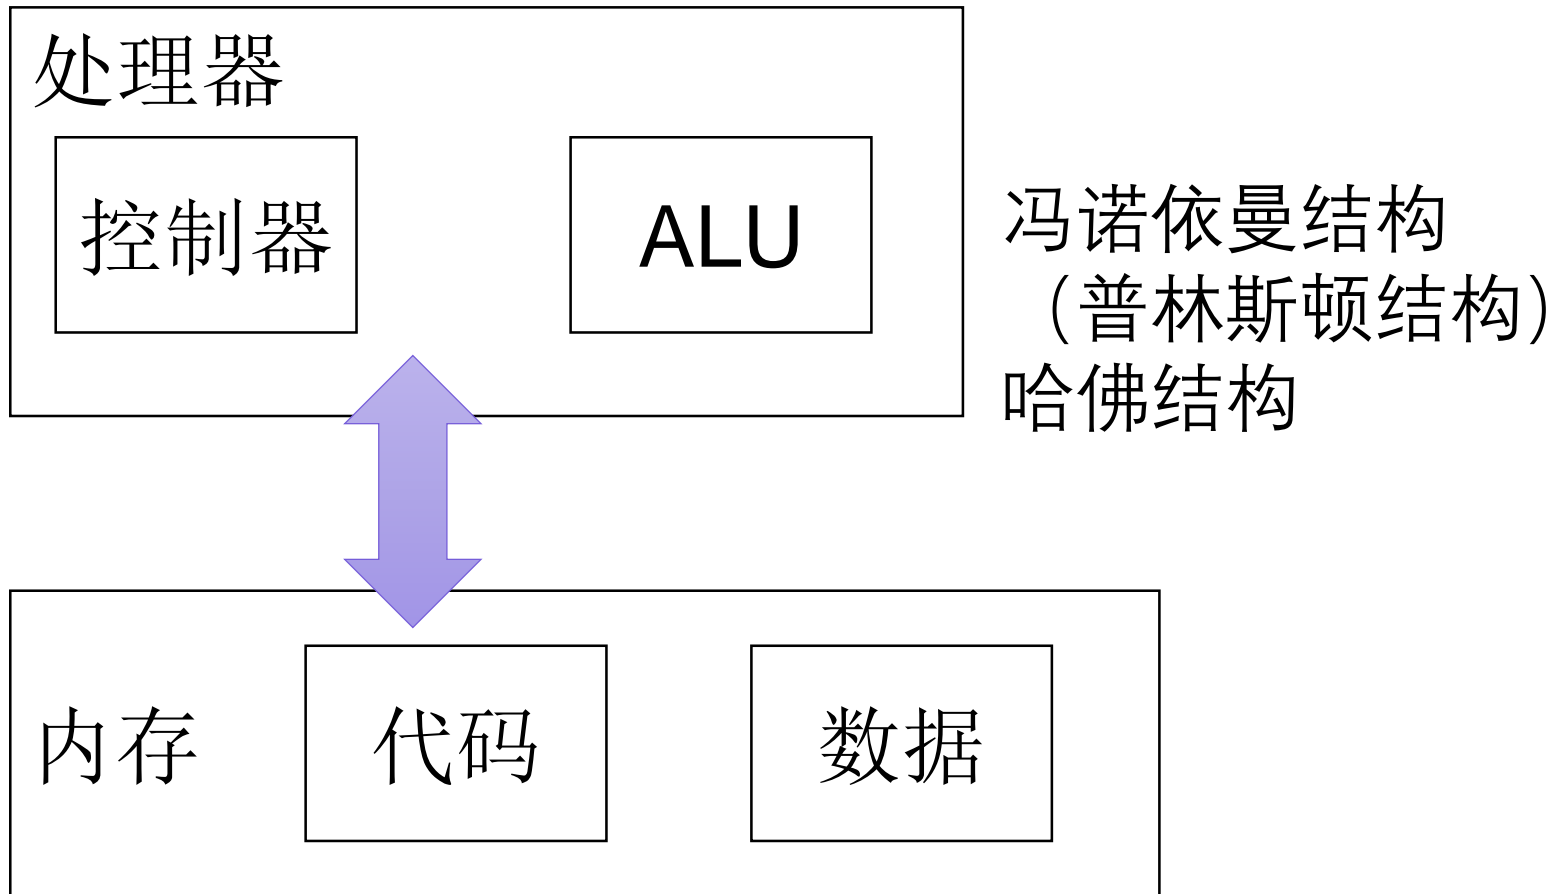 处理器
控制器
ALU
冯诺依曼结构
（普林斯顿结构）
哈佛结构
内存
代码
数据